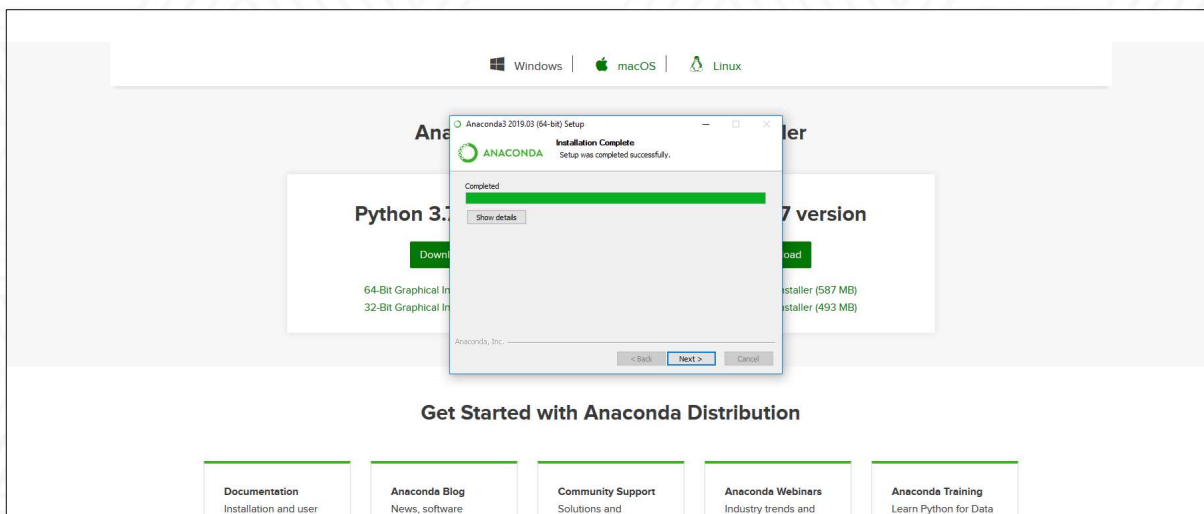 Windows
macOS
Linux
Ana
ler
Anaconda3 2019.03 (64-bit) Setup
ANACONDA
Installation Complete
Setup was completed successfully.
Completed
Show details
Python 3.7
7 version
Downl
oad
64-Bit Graphical In
staller (587 MB)
32-Bit Graphical In
staller (493 MB)
Anaconda, Inc.
< Back
Next >
Cancel
Get Started with Anaconda Distribution
Documentation
Installation and user
Anaconda Blog
News, software
Community Support
Solutions and
Anaconda Webinars
Industry trends and
Anaconda Training
Learn Python for Data